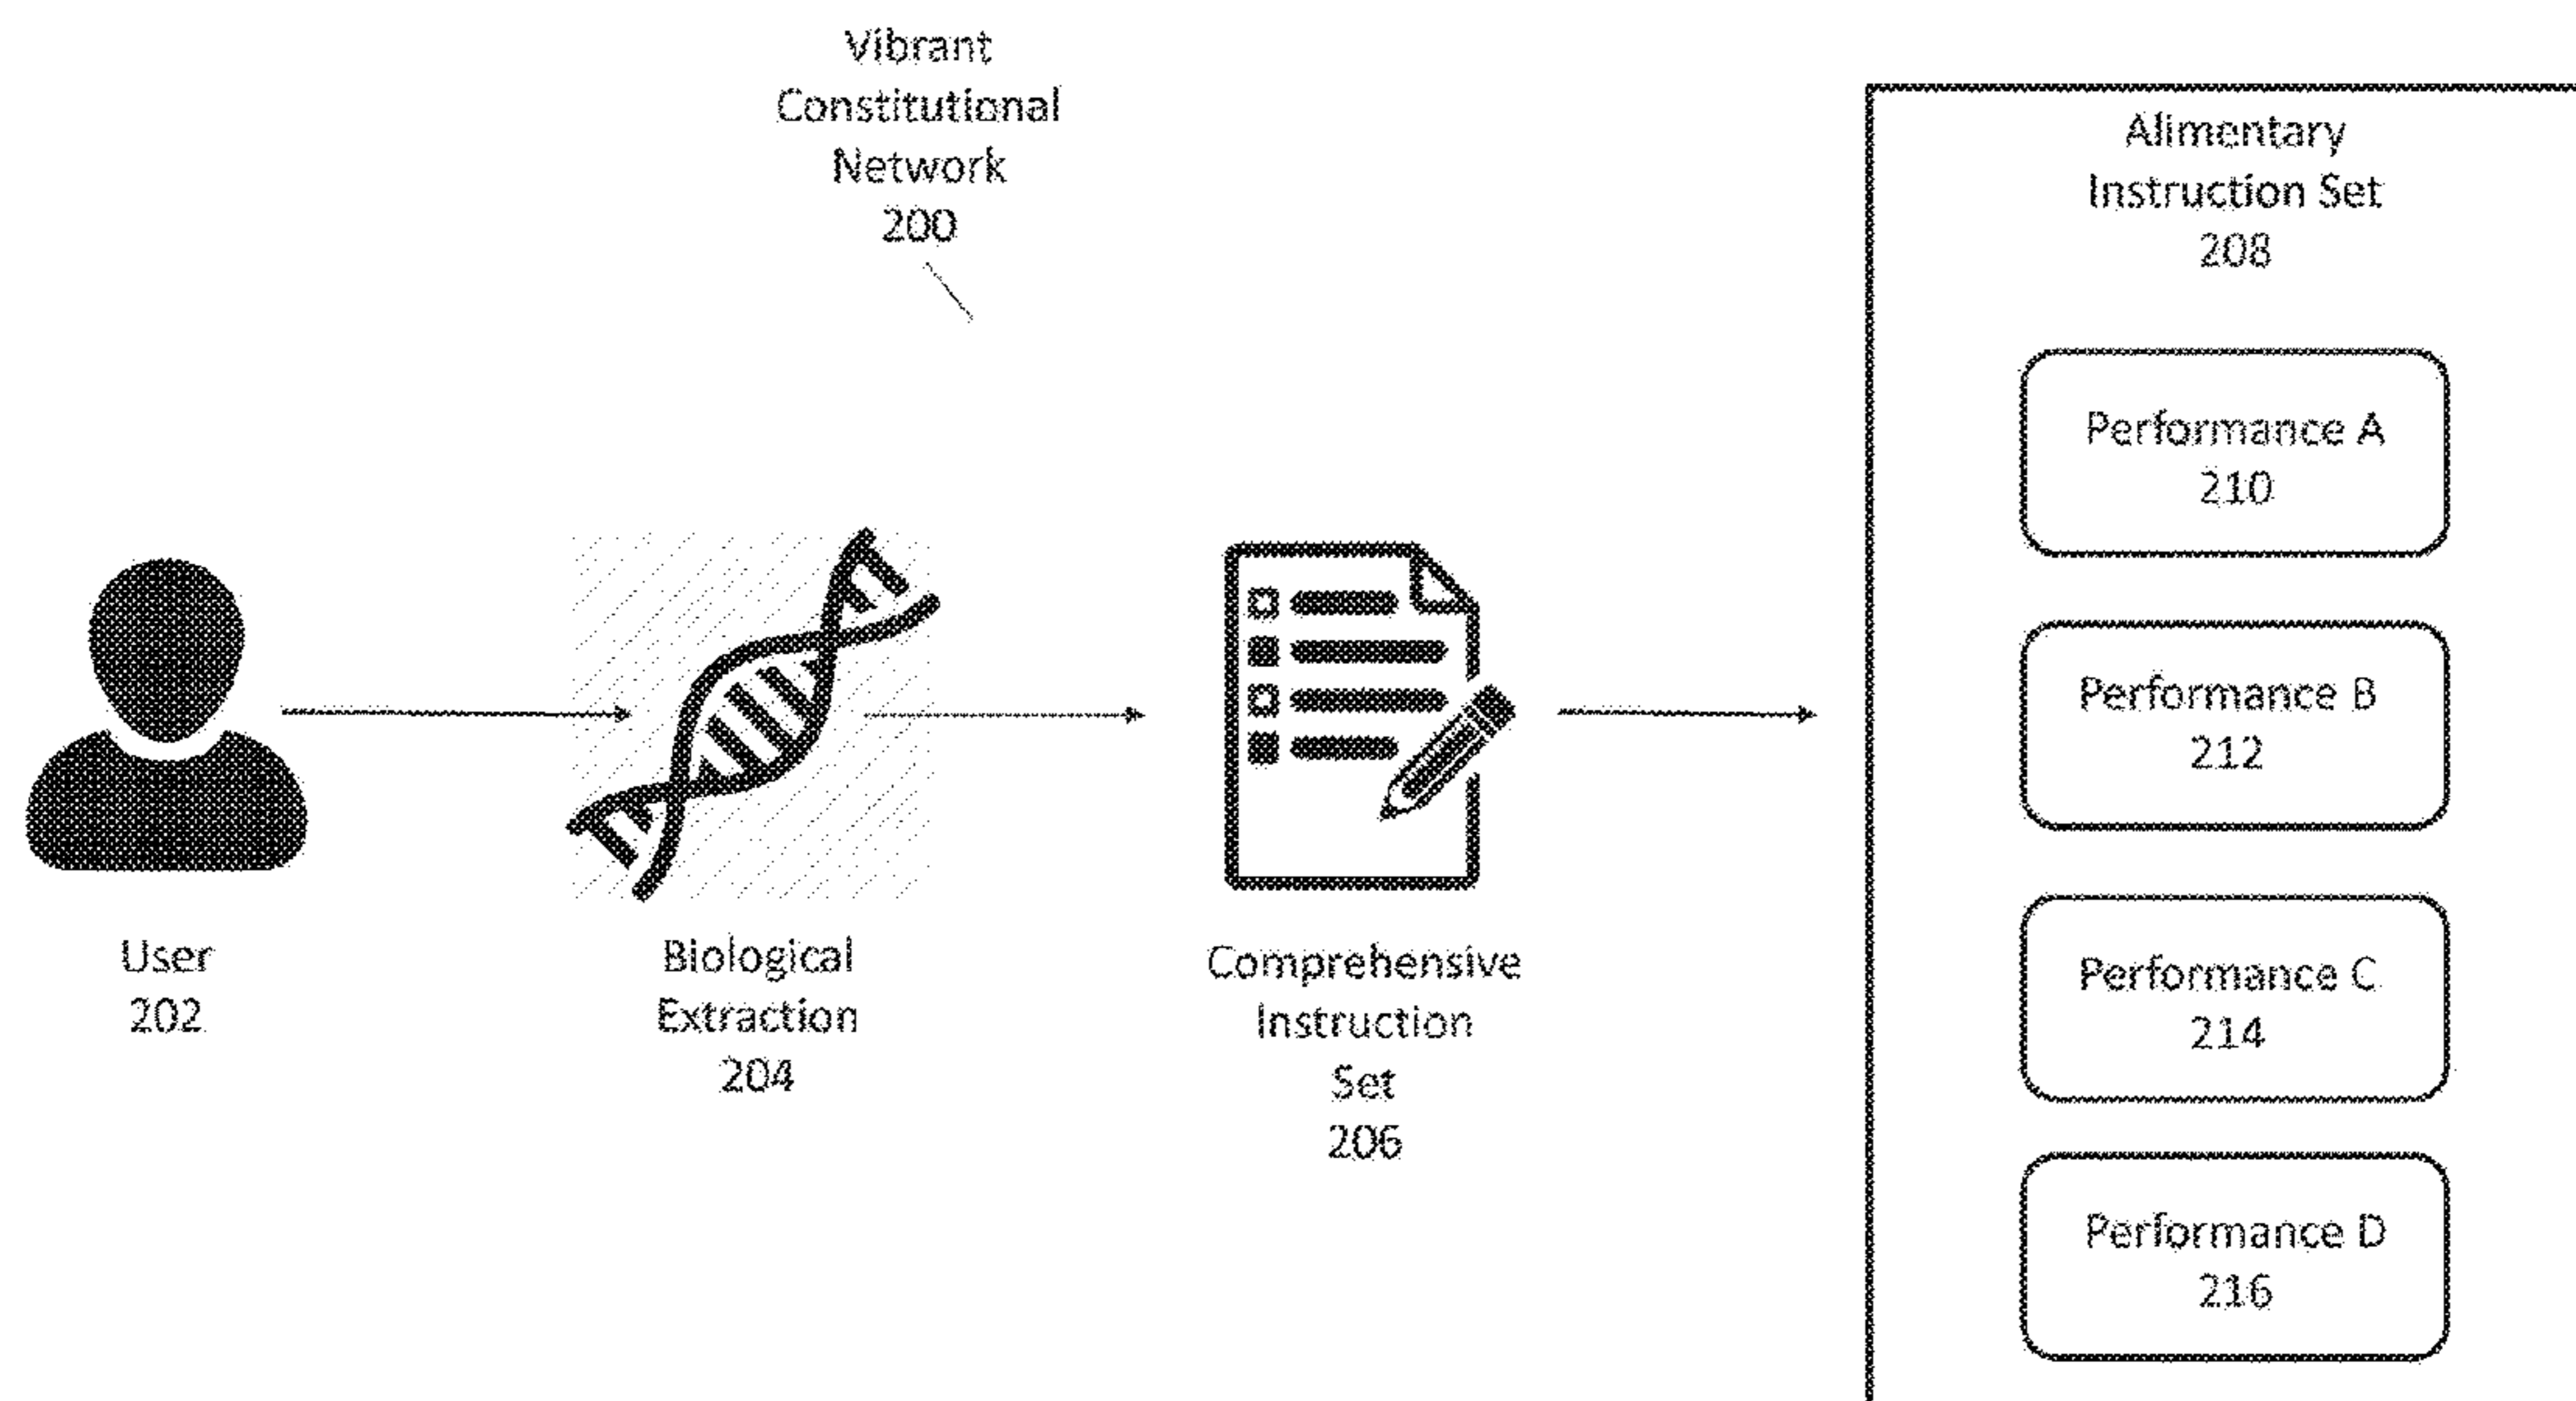 Vibrant
Constitutional
Network
200
Alimentary
Instruction Set
208
Performance A
210
Performance B
212
Performance C
214
Performance D
216
User
202
Biological
Extraction
204
Comprehensive
Instruction
Set
206